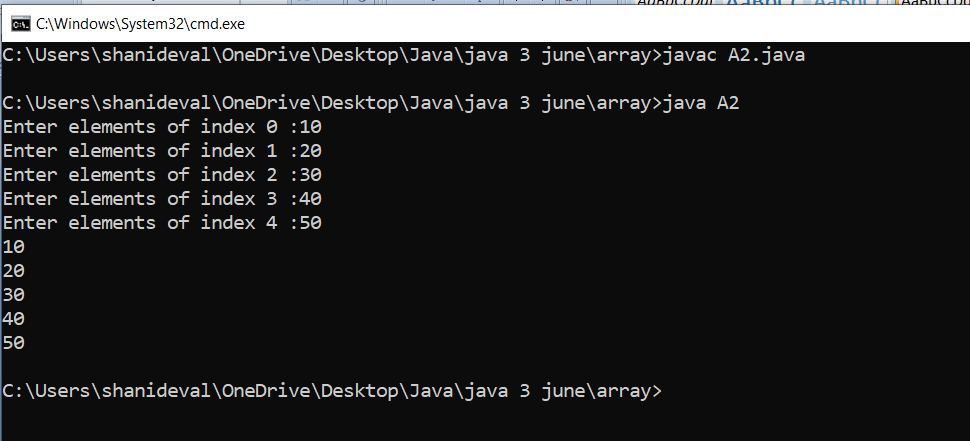 C:\Windows\System32\cmd.exe
C:\Users\shanideval\OneDrive\Desktop\Java\java 3 june\array>javac A2.java
C:\Users\shanideval\OneDrive\Desktop\Java\java 3 june\array>java A2
Enter elements of index 0 :10
Enter elements of index 1 :20
Enter elements of index 2 :30
Enter elements of index 3 :40
Enter elements of index 4 :50
10
20
30
40
50
C:\Users\shanideval\OneDrive\Desktop\Java\java 3 june\array>